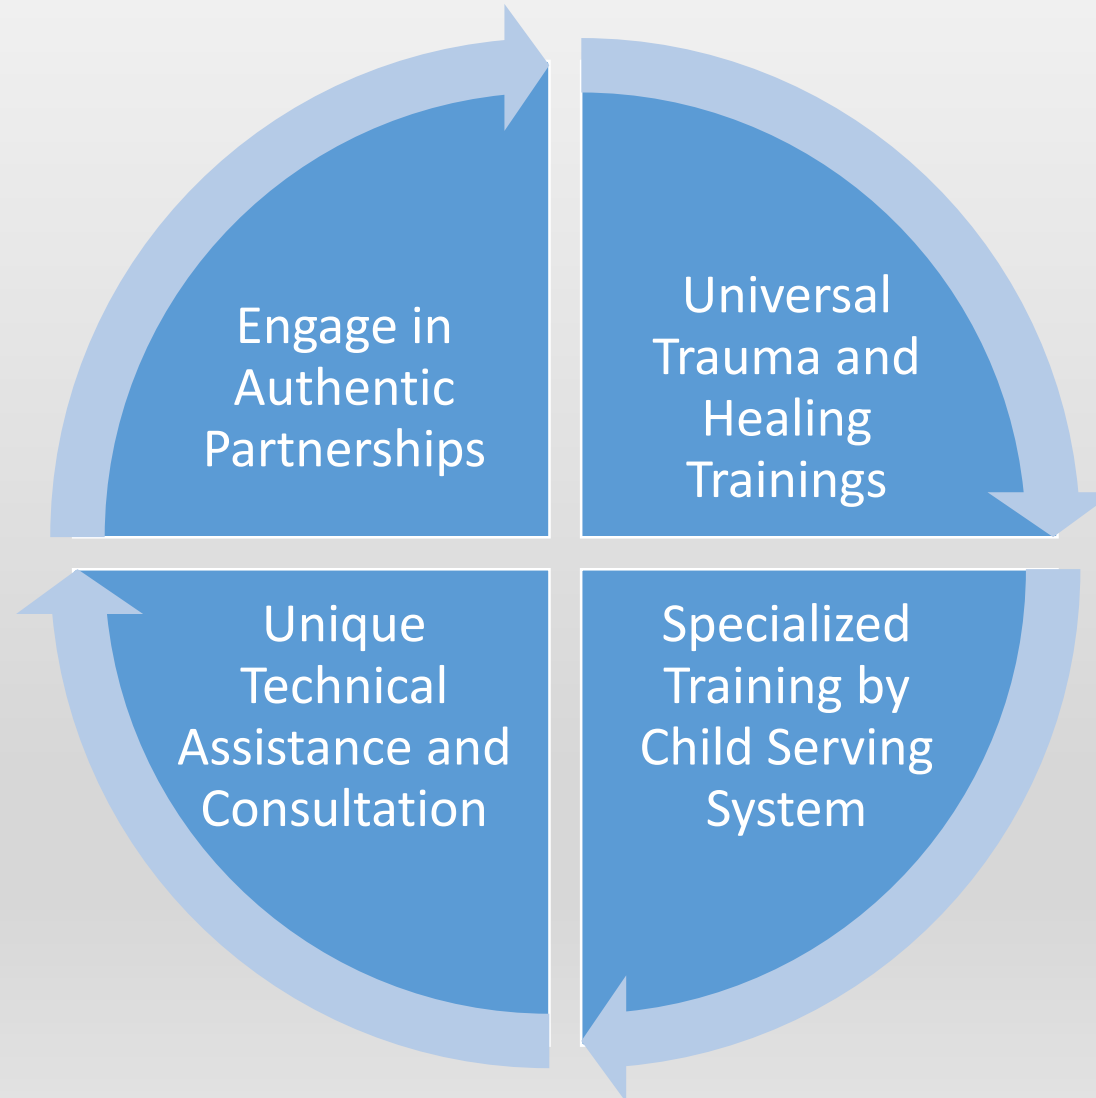 Engage in
Authentic
Partnerships
Universal
Trauma and
Healing
Trainings
Unique
Technical
Assistance and
Consultation
Specialized
Training by
Child Serving
System